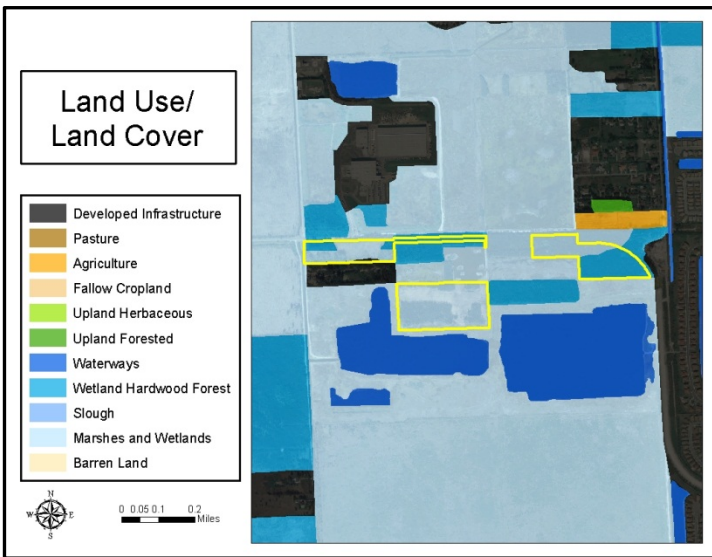 Land Use/
Land Cover
Developed Infrastructure
Pasture
Agriculture
Fallow Cropland
Upland Herbaceous
Upland Forested
Waterways
Wetland Hardwood Forest
Slough
Marshes and Wetlands
Barren Land
N
W E
S
0 0.05 0.1 0.2
Miles